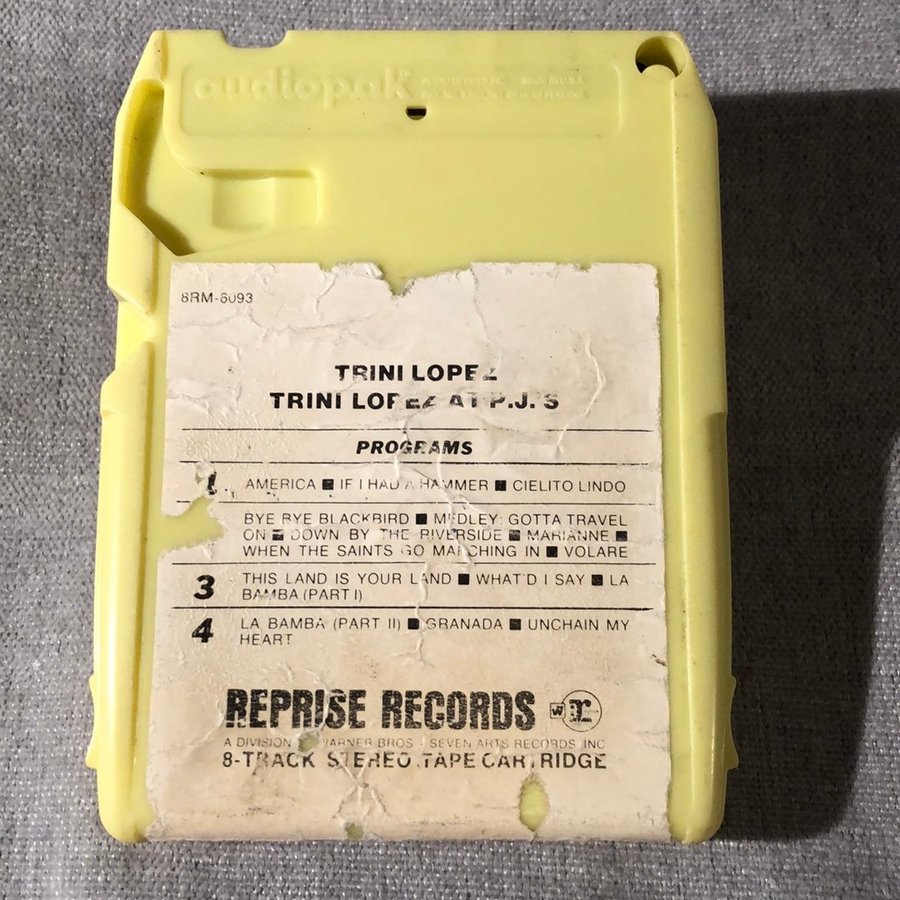 audiopak
8RM-6093
TRINI LOPEZ
TRINI LOPEZ AT P.J.'S
PROGRAMS
1 AMERICA ■ IF I HAD A HAMMER ■ CIELITO LINDO
BYE BYE BLACKBIRD ■ MEDLEY: GOTTA TRAVEL
ON ■ DOWN BY THE RIVERSIDE ■ MARIANNE ■
WHEN THE SAINTS GO MARCHING IN ■ VOLARE
3 THIS LAND IS YOUR LAND ■ WHAT'D I SAY ■ LA
BAMBA (PART I)
4 LA BAMBA (PART II) ■ GRANADA ■ UNCHAIN MY
HEART
REPRISE RECORDS W r
A DIVISION WARNER BROS - SEVEN ARTS RECORDS INC
8-TRACK STEREO TAPE CARTRIDGE